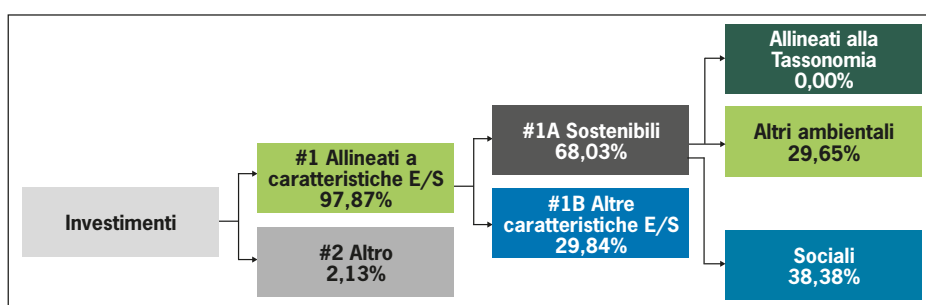 Investimenti
#1 Allineati a
caratteristiche E/S
97,87%
#2 Altro
2,13%
#1A Sostenibili
68,03%
#1B Altre
caratteristiche E/S
29,84%
Allineati alla
Tassonomia
0,00%
Altri ambientali
29,65%
Sociali
38,38%